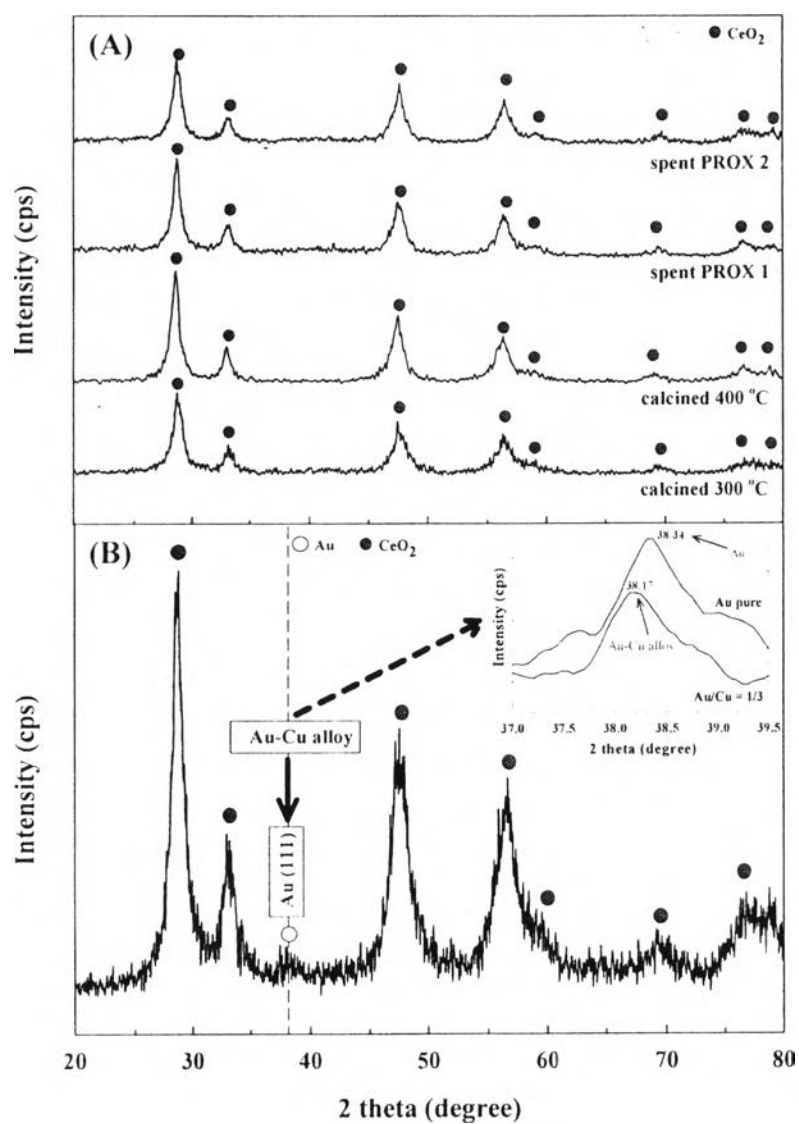 (A)
CeO₂
spent PROX 2
spent PROX 1
calcined 400 °C
calcined 300 °C
Intensity (cps)
(B)
Au
CeO₂
38.34
Au
Au pure
38.17
Au-Cu alloy
Au/Cu = 1/3
Intensity (cps)
37.0 37.5 38.0 38.5 39.0 39.5
2 theta (degree)
Au-Cu alloy
Au (111)
Intensity (cps)
20 30 40 50 60 70 80
2 theta (degree)